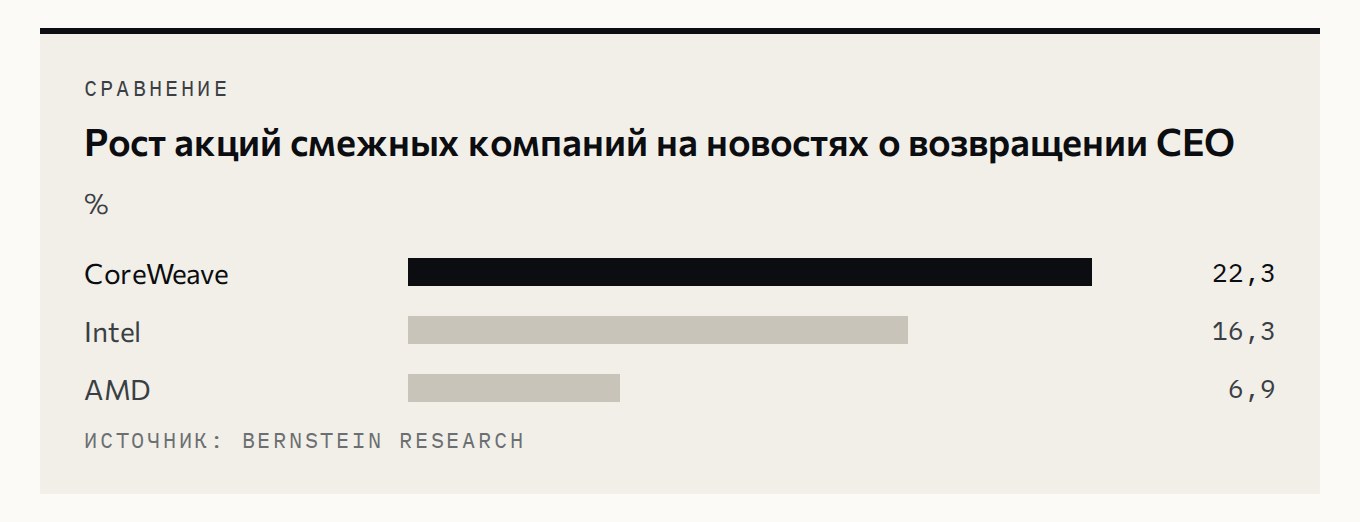 СРАВНЕНИЕ
Рост акций смежных компаний на новостях о возвращении CEO
%
CoreWeave 22,3
Intel 16,3
AMD 6,9
ИСТОЧНИК: BERNSTEIN RESEARCH